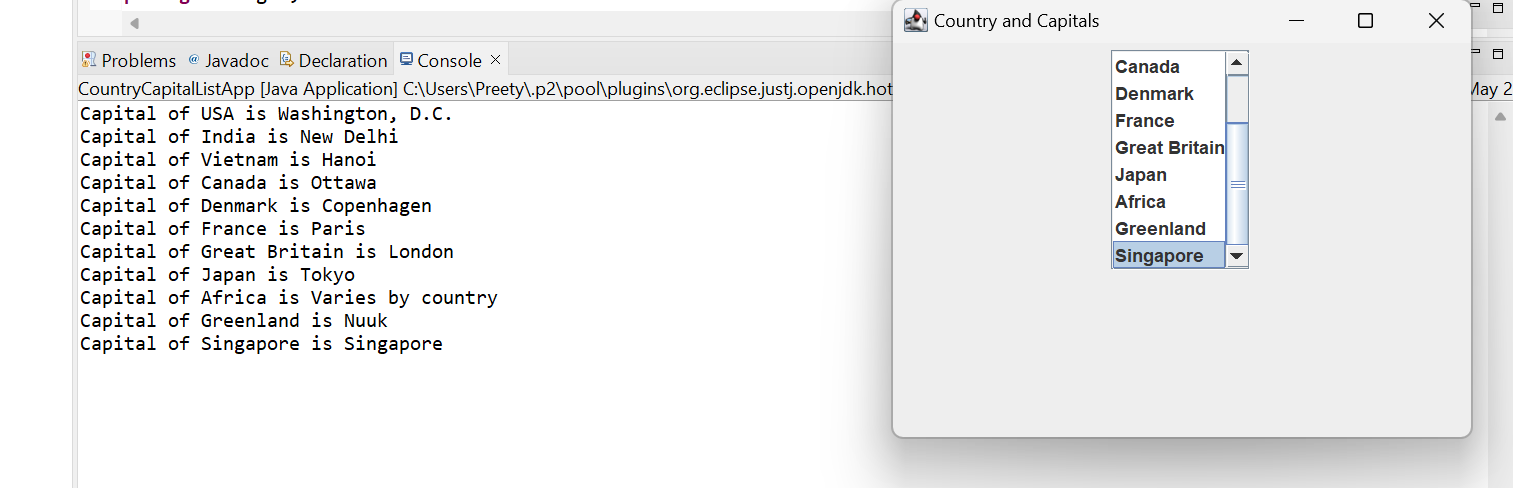 Problems Javadoc Declaration Console
CountryCapitalListApp [Java Application] C:\Users\Preety\.p2\pool\plugins\org.eclipse.justj.openjdk.hot
May 2
Capital of USA is Washington, D.C.
Capital of India is New Delhi
Capital of Vietnam is Hanoi
Capital of Canada is Ottawa
Capital of Denmark is Copenhagen
Capital of France is Paris
Capital of Great Britain is London
Capital of Japan is Tokyo
Capital of Africa is Varies by country
Capital of Greenland is Nuuk
Capital of Singapore is Singapore
Country and Capitals
Canada
Denmark
France
Great Britain
Japan
Africa
Greenland
Singapore